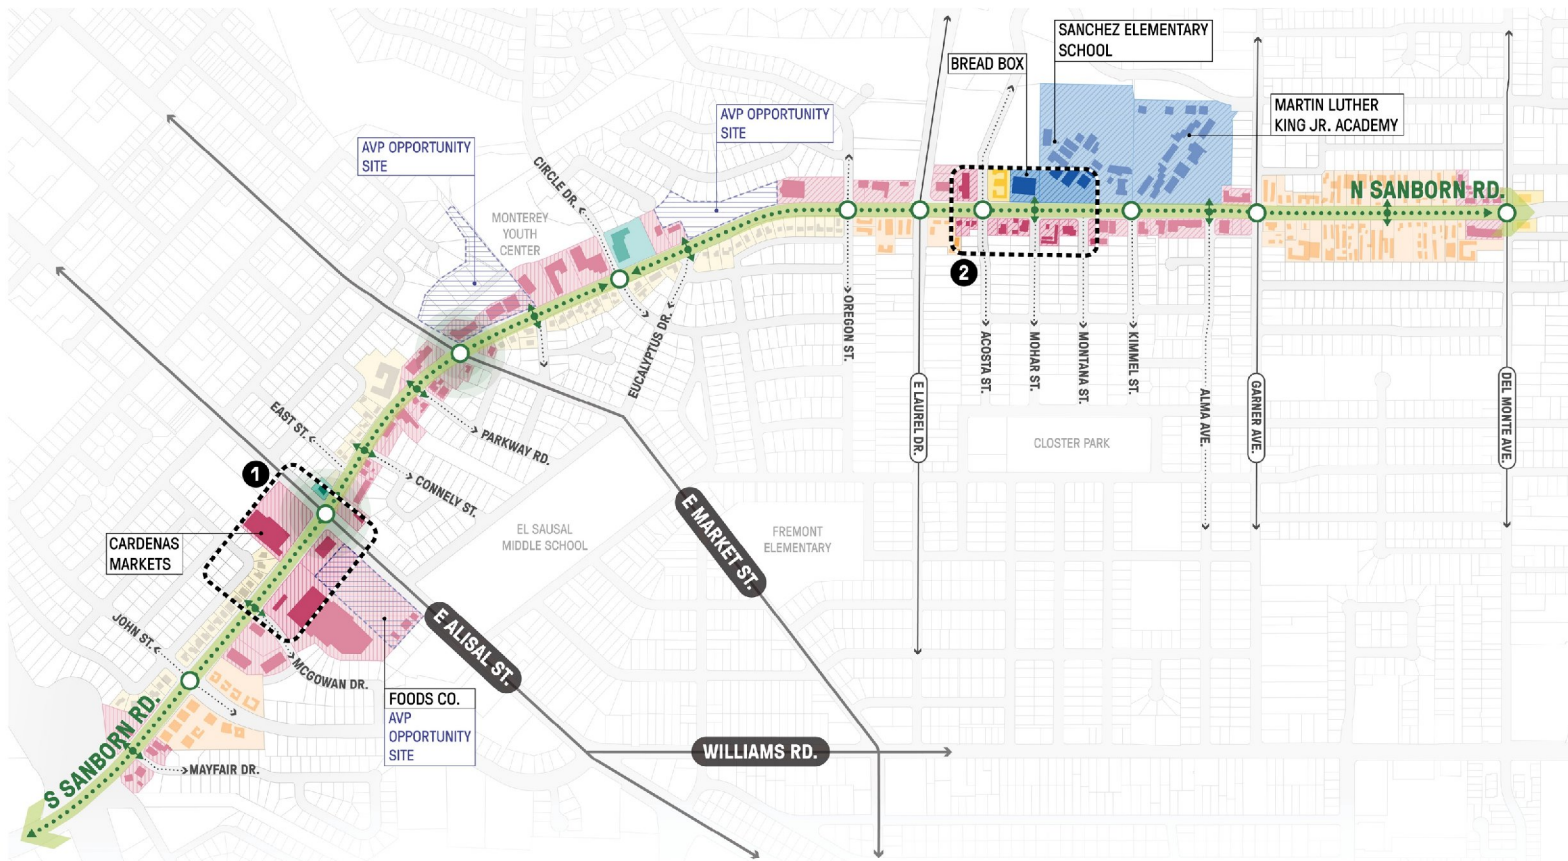 SANCHEZ ELEMENTARY
SCHOOL
BREAD BOX
MARTIN LUTHER
KING JR. ACADEMY
AVP OPPORTUNITY
SITE
AVP OPPORTUNITY
SITE
CIRCLE DR.
MONTEREY
YOUTH
CENTER
N SANBORN RD.
2
EUCALYPTUS DR.
OREGON ST.
E LAUREL DR.
ACOSTA ST.
MOHAR ST.
MONTANA ST.
KIMMEL ST.
ALMA AVE.
GARNER AVE.
DEL MONTE AVE.
CLOSTER PARK
EAST ST.
PARKWAY RD.
1
CONNELY ST.
EL SAUSAL
MIDDLE SCHOOL
E MARKET ST.
FREMONT
ELEMENTARY
CARDENAS
MARKETS
JOHN ST.
MCGOWAN DR.
E ALISAL ST.
FOODS CO.
AVP
OPPORTUNITY
SITE
S SANBORN RD.
MAYFAIR DR.
WILLIAMS RD.